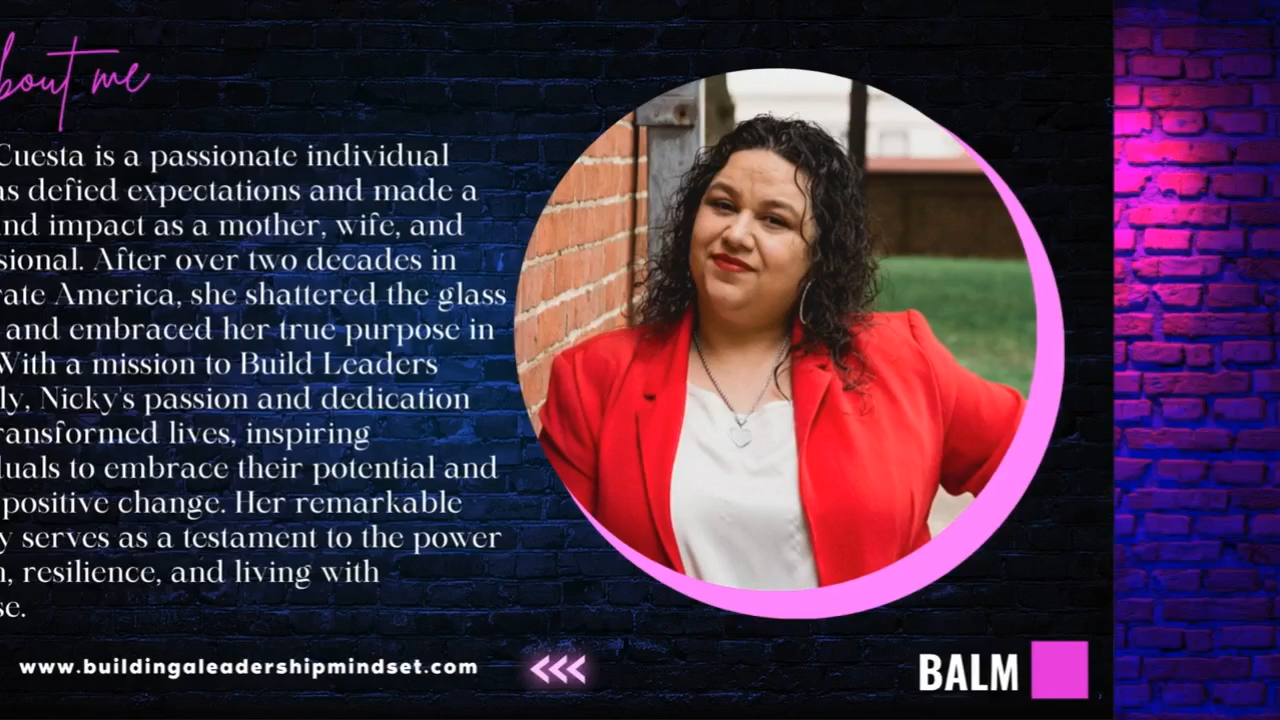 bout me
Cuesta is a passionate individual
as defied expectations and made a
nd impact as a mother, wife, and
sional. After over two decades in
rate America, she shattered the glass
and embraced her true purpose in
With a mission to Build Leaders
ly, Nicky's passion and dedication
ransformed lives, inspiring
duals to embrace their potential and
positive change. Her remarkable
y serves as a testament to the power
, resilience, and living with
se.
www.buildingaleadershipmindset.com
BALM